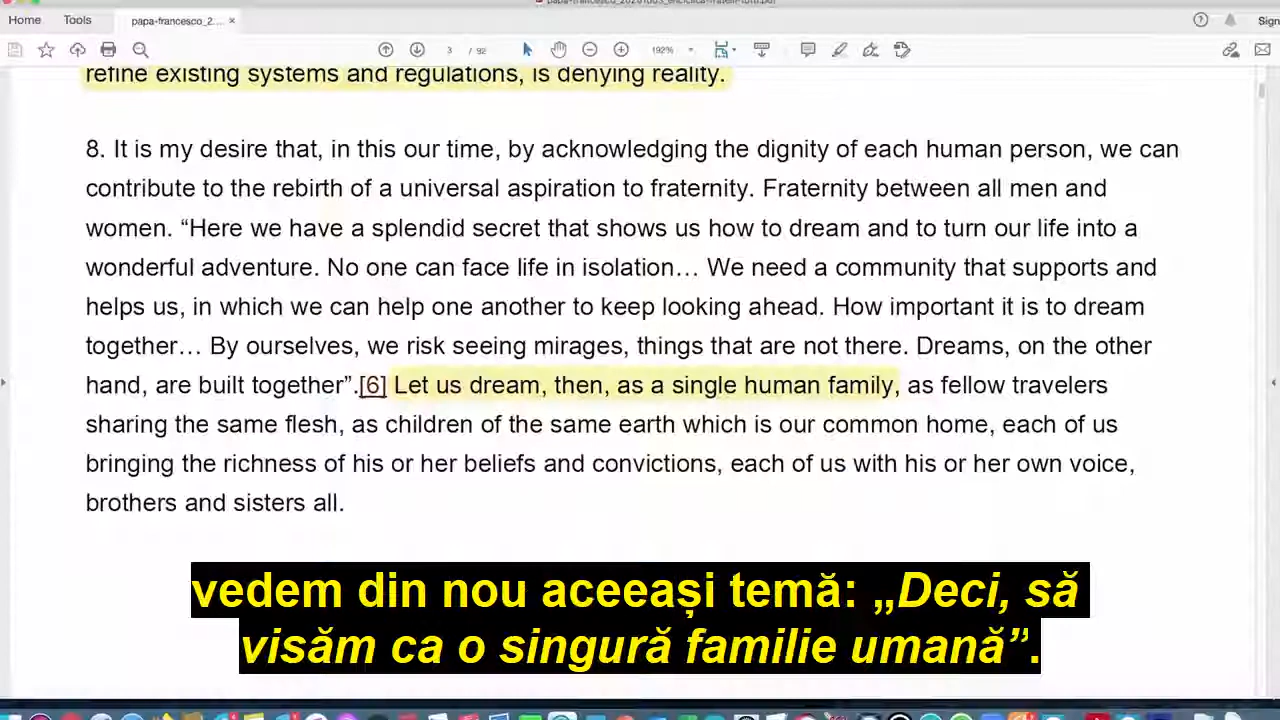 papa-francesco_20201003_enciclica-fratelli-tutti.pdf
Home Tools papa-francesco_2.... × Sign
3 / 92 192%
refine existing systems and regulations, is denying reality.
8. It is my desire that, in this our time, by acknowledging the dignity of each human person, we can
contribute to the rebirth of a universal aspiration to fraternity. Fraternity between all men and
women. “Here we have a splendid secret that shows us how to dream and to turn our life into a
wonderful adventure. No one can face life in isolation… We need a community that supports and
helps us, in which we can help one another to keep looking ahead. How important it is to dream
together… By ourselves, we risk seeing mirages, things that are not there. Dreams, on the other
hand, are built together”.[6] Let us dream, then, as a single human family, as fellow travelers
sharing the same flesh, as children of the same earth which is our common home, each of us
bringing the richness of his or her beliefs and convictions, each of us with his or her own voice,
brothers and sisters all.
vedem din nou aceeași temă: „Deci, să
visăm ca o singură familie umană”.